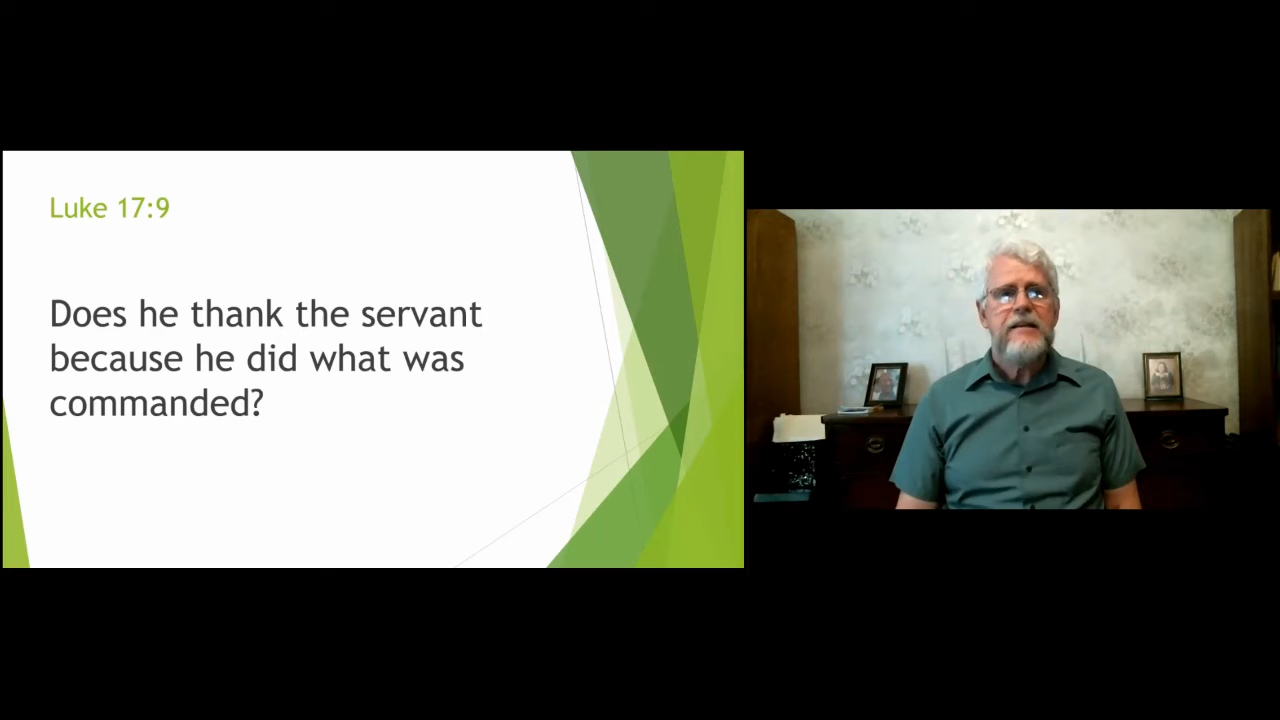 Luke 17:9
Does he thank the servant
because he did what was
commanded?